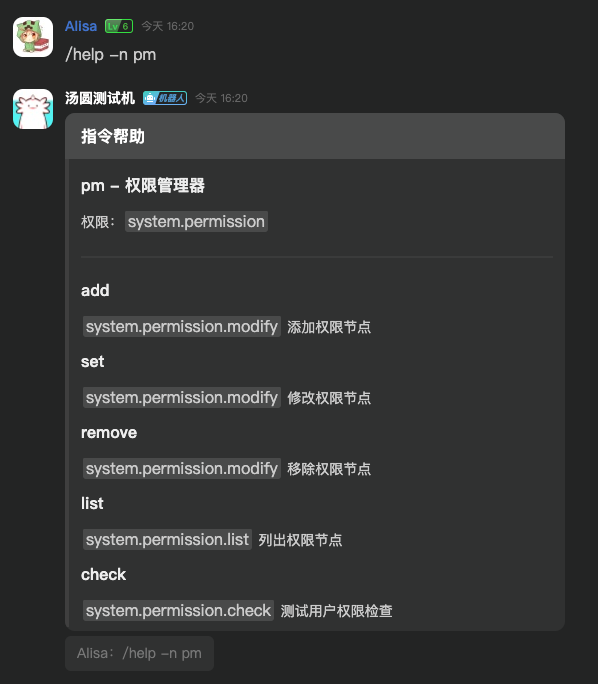 Alisa Lv 6 今天 16:20
/help -n pm
汤圆测试机 机器人 今天 16:20
指令帮助
pm - 权限管理器
权限： system.permission
add
system.permission.modify 添加权限节点
set
system.permission.modify 修改权限节点
remove
system.permission.modify 移除权限节点
list
system.permission.list 列出权限节点
check
system.permission.check 测试用户权限检查
Alisa：/help -n pm